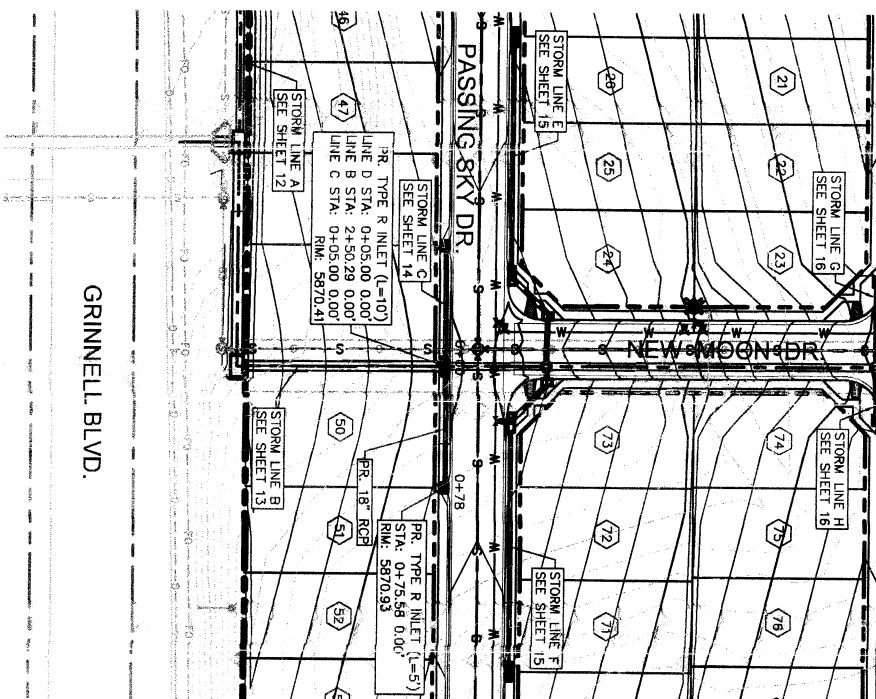 46
47
STORM LINE A
SEE SHEET 12
PR. TYPE R INLET (L=10')
LINE D STA: 0+05.00 0.00'
LINE B STA: 2+50.29 0.00'
LINE C STA: 0+05.00 0.00'
RIM: 5870.41
STORM LINE C
SEE SHEET 14
PASSING SKY DR.
STORM LINE E
SEE SHEET 15
26
25
24
21
22
23
STORM LINE G
SEE SHEET 16
NEW MOON DR.
GRINNELL BLVD.
STORM LINE B
SEE SHEET 13
50
51
52
PR. 18" RCP
0+78
PR. TYPE R INLET (L=5')
STA: 0+75.58 0.00'
RIM: 5870.93
STORM LINE F
SEE SHEET 15
73
72
71
74
75
76
STORM LINE H
SEE SHEET 16
W
W
W
W
W
W
W
S
S
S
S
S
S
S